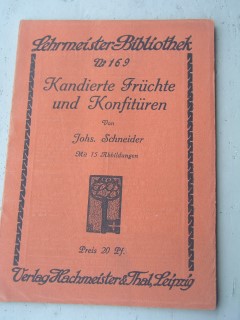 Lehrmeister-Bibliothek
No 169
Kandierte Früchte
und Konfitüren
Von
Johs. Schneider
Mit 15 Abbildungen
Preis 20 Pf.
Verlag Hachmeister & Thal, Leipzig